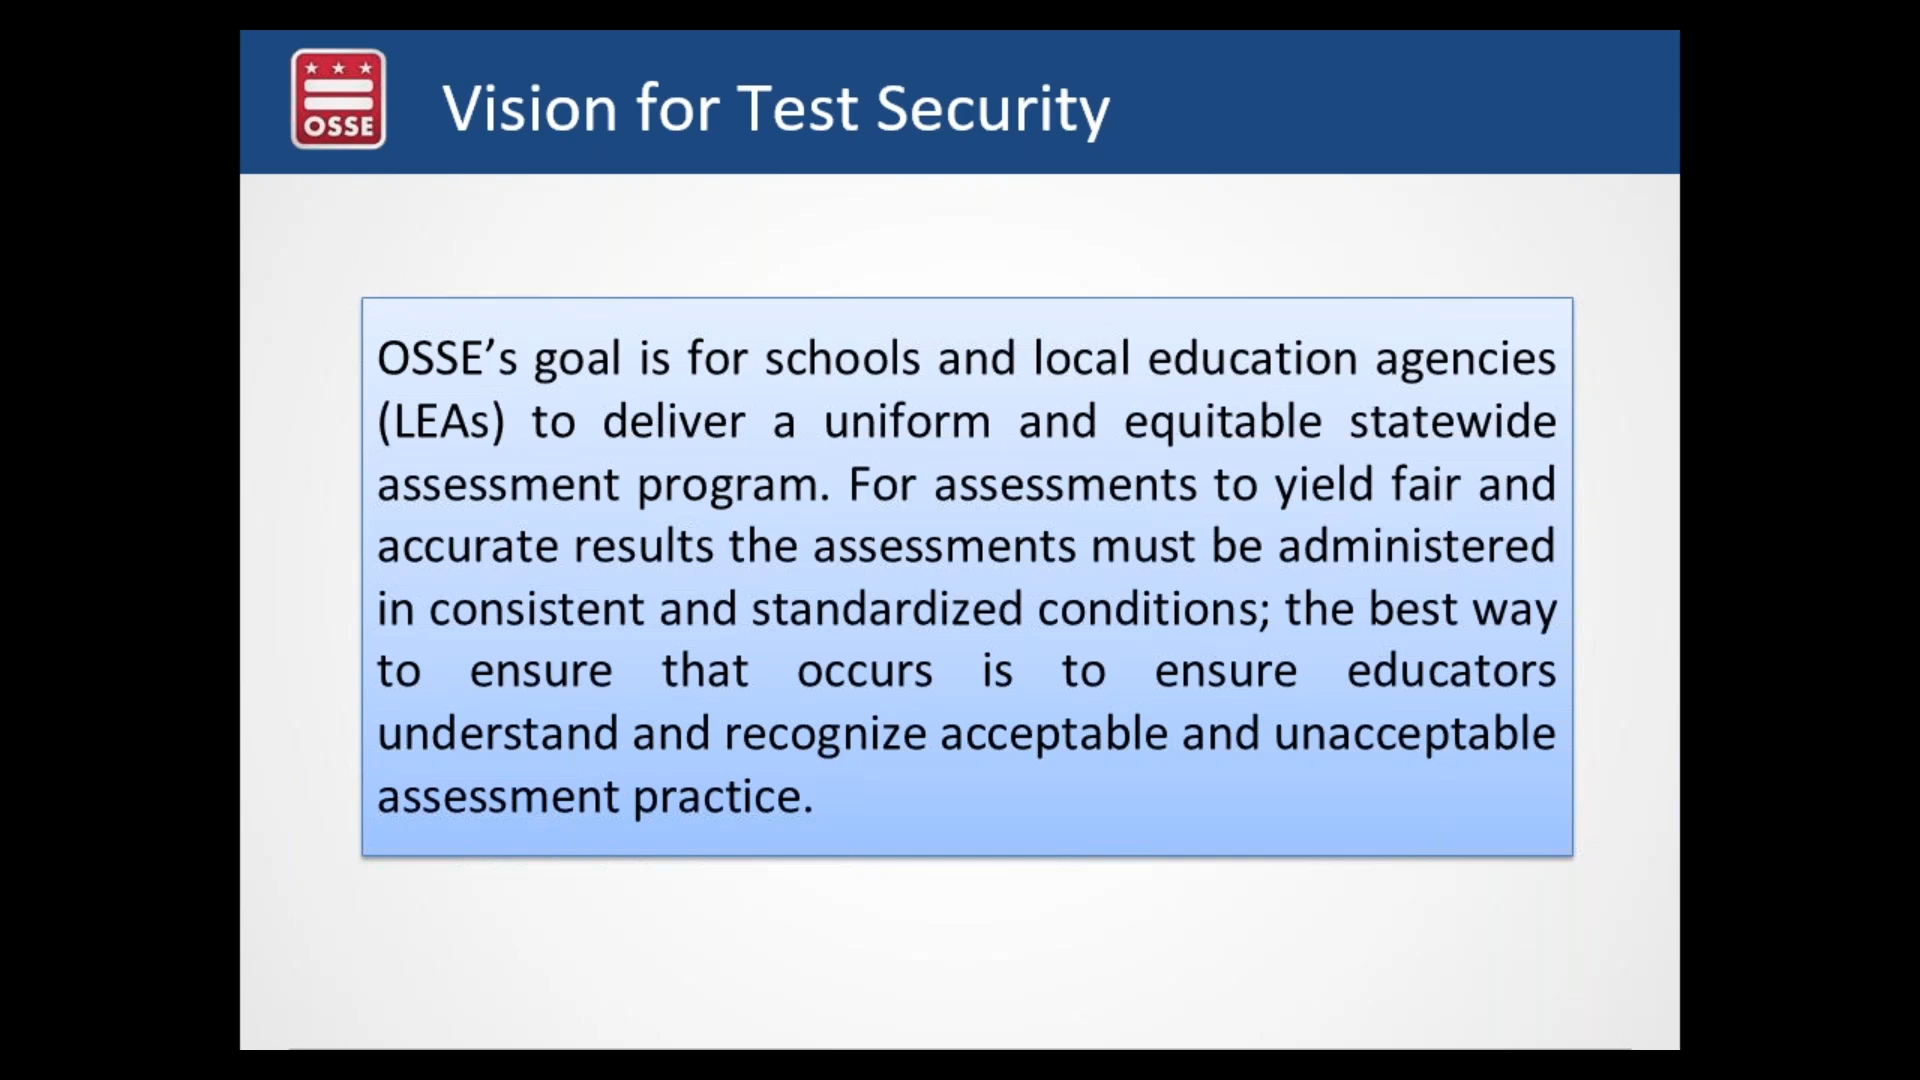 OSSE
Vision for Test Security
OSSE’s goal is for schools and local education agencies
(LEAs) to deliver a uniform and equitable statewide
assessment program. For assessments to yield fair and
accurate results the assessments must be administered
in consistent and standardized conditions; the best way
to ensure that occurs is to ensure educators
understand and recognize acceptable and unacceptable
assessment practice.